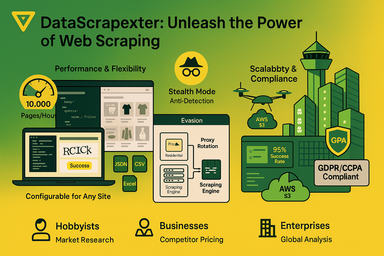 DataScrapexter: Unleash the Power
of Web Scraping
Performance & Flexibility
10.000
Pages/Hou
RCICK
Success
JSON
CSV
Excel
Configurable for Any Site
Stealth Mode
Anti-Detection
Evasion
Proxy
Rotation
Residential
Scraping
Engine
Scraping
Engine
Scalabbty &
Compliance
AWS
S3
95%
Success
Rate
GPA
GDPR/CCPA
Compliant
AWS
S3
Hobbyists
Market Research
Businesses
Competitor Pricing
Enterprises
Global Analysis